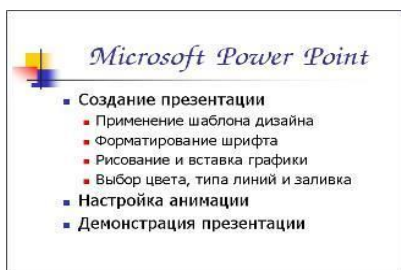 Microsoft Power Point
Создание презентации
Применение шаблона дизайна
Форматирование шрифта
Рисование и вставка графики
Выбор цвета, типа линий и заливка
Настройка анимации
Демонстрация презентации